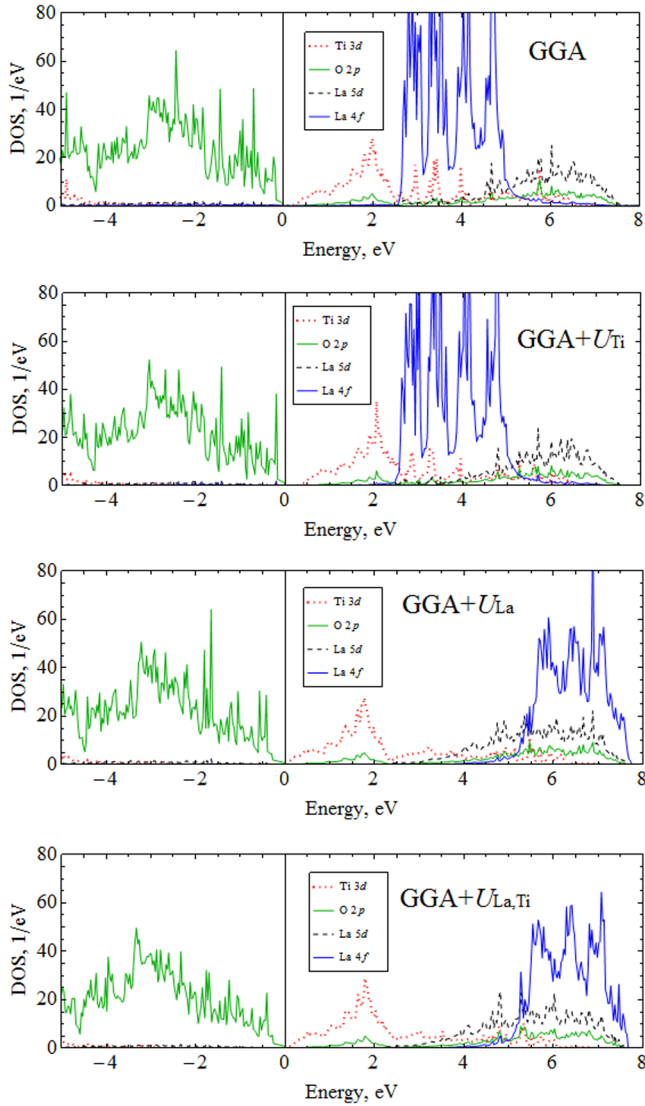 80
60
40
20
0
DOS, 1/eV
Ti 3d
O 2p
La 5d
La 4f
GGA
−4
−2
0
2
4
6
8
Energy, eV
80
60
40
20
0
DOS, 1/eV
Ti 3d
O 2p
La 5d
La 4f
GGA+UTi
−4
−2
0
2
4
6
8
Energy, eV
80
60
40
20
0
DOS, 1/eV
Ti 3d
O 2p
La 5d
La 4f
GGA+ULa
−4
−2
0
2
4
6
8
Energy, eV
80
60
40
20
0
DOS, 1/eV
Ti 3d
O 2p
La 5d
La 4f
GGA+ULa,Ti
−4
−2
0
2
4
6
8
Energy, eV